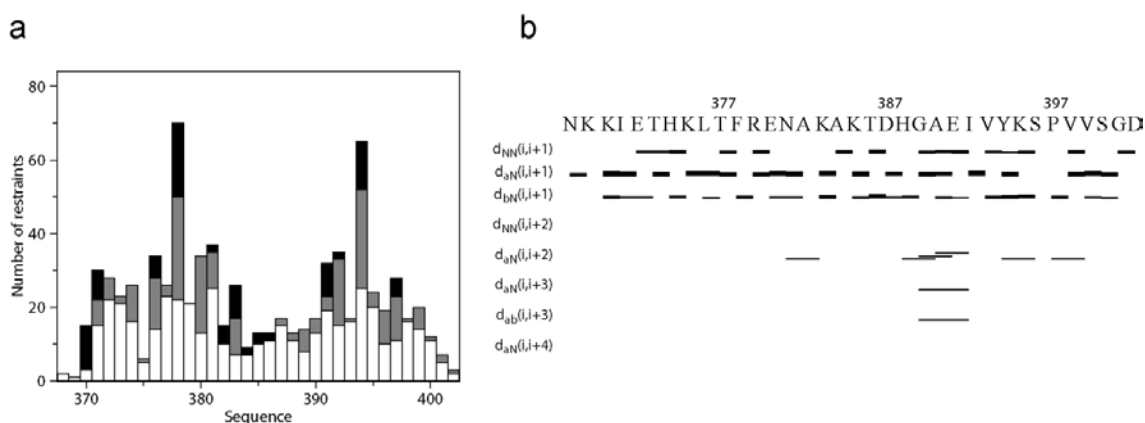 a
Number of restraints
80
60
40
20
0
370
380
390
400
Sequence
b
377 387 397
NKKIETHKLTFRENAKAKTDHGAEIVYKSPVVSGD
dNN(i,i+1)
daN(i,i+1)
dbN(i,i+1)
dNN(i,i+2)
daN(i,i+2)
daN(i,i+3)
dab(i,i+3)
daN(i,i+4)